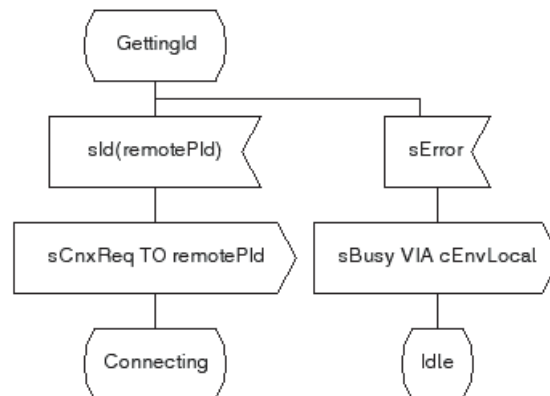 GettingId
sId(remotePId)
sError
sCnxReq TO remotePId
sBusy VIA cEnvLocal
Connecting
Idle